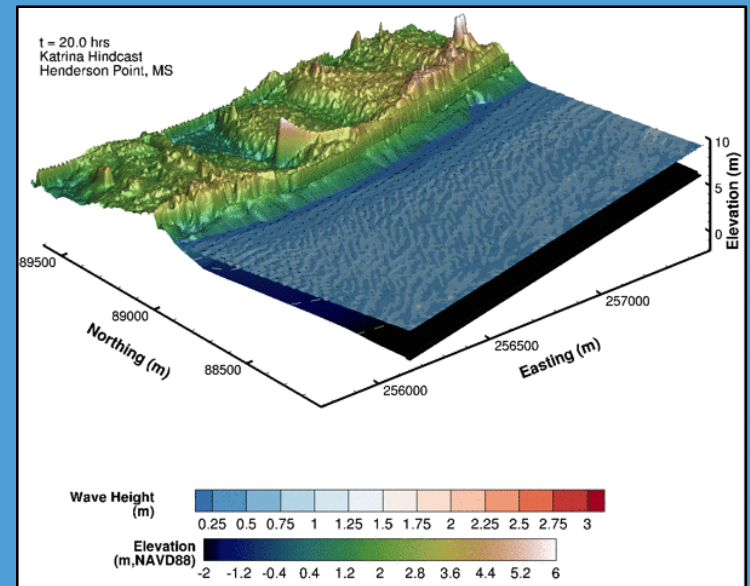 t = 20.0 hrs
Katrina Hindcast
Henderson Point, MS
10
5
0
Elevation (m)
89500
89000
88500
Northing (m)
257000
256500
256000
Easting (m)
Wave Height
(m)
0.25 0.5 0.75 1 1.25 1.5 1.75 2 2.25 2.5 2.75 3
Elevation
(m,NAVD88)
-2 -1.2 -0.4 0.4 1.2 2 2.8 3.6 4.4 5.2 6